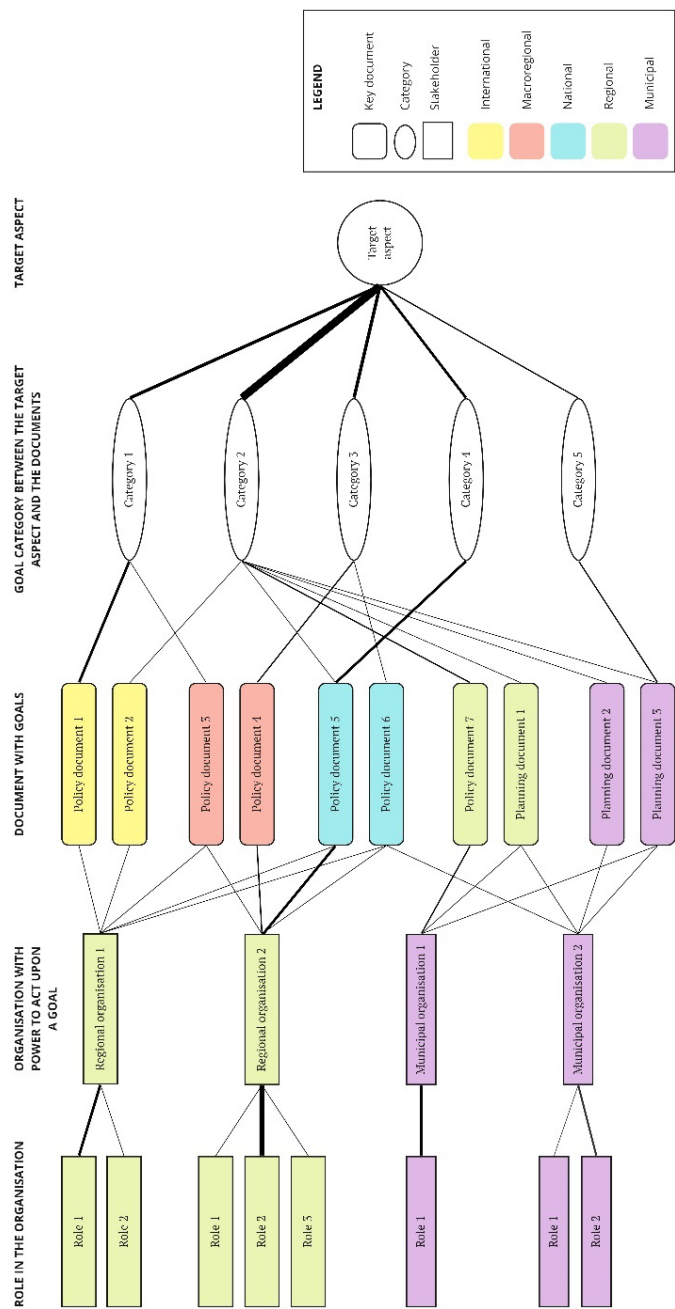 ROLE IN THE ORGANISATION
ORGANISATION WITH
POWER TO ACT UPON
A GOAL
DOCUMENT WITH GOALS
GOAL CATEGORY BETWEEN THE TARGET
ASPECT AND THE DOCUMENTS
TARGET ASPECT
Role 1
Role 2
Role 1
Role 2
Role 3
Role 1
Role 1
Role 2
Regional organisation 1
Regional organisation 2
Municipal organisation 1
Municipal organisation 2
Policy document 1
Policy document 2
Policy document 3
Policy document 4
Policy document 5
Policy document 6
Policy document 7
Planning document 1
Planning document 2
Planning document 3
Category 1
Category 2
Category 3
Category 4
Category 5
Target
aspect
LEGEND
Key document
Category
Stakeholder
International
Macroregional
National
Regional
Municipal